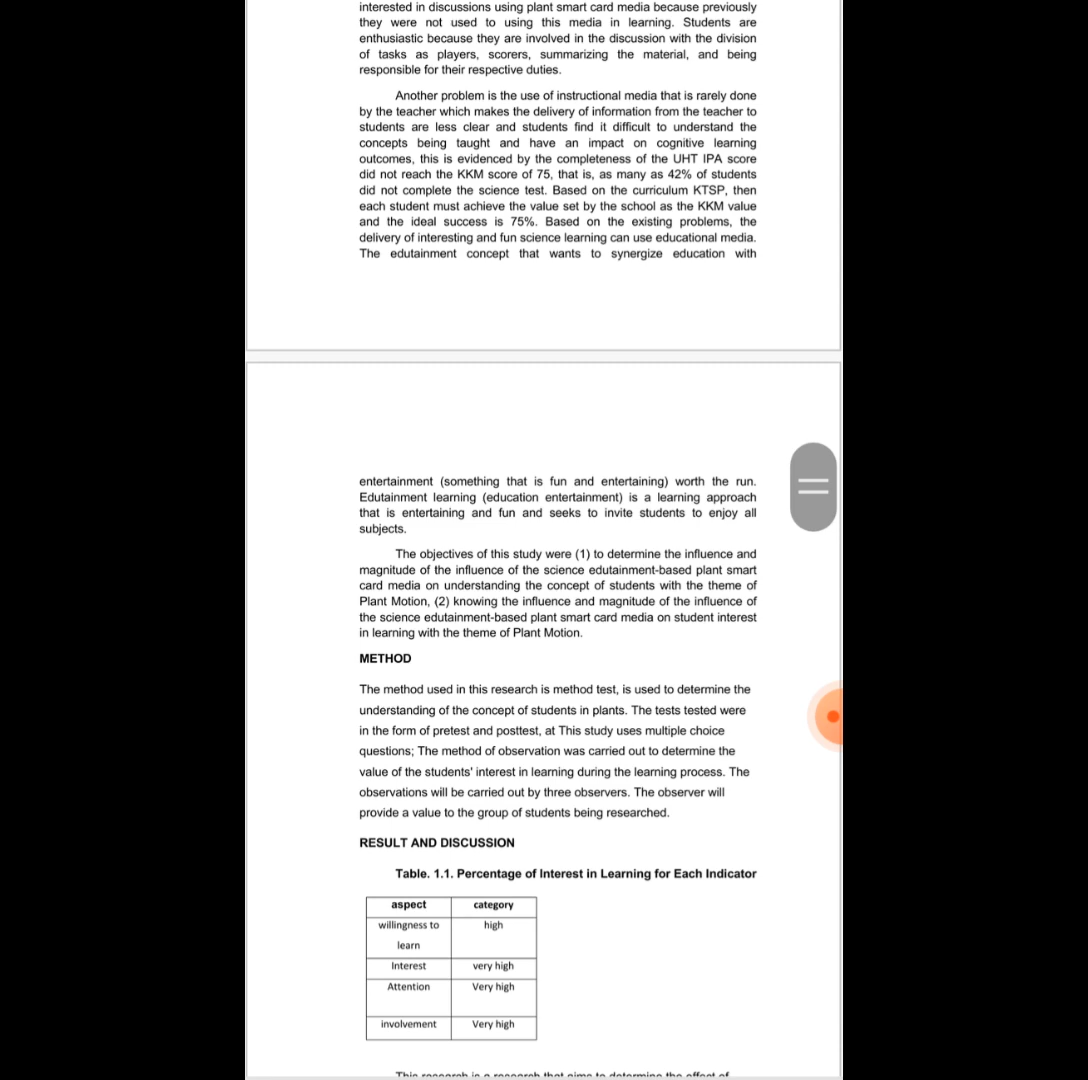 interested in discussions using plant smart card media because previously
they were not used to using this media in learning. Students are
enthusiastic because they are involved in the discussion with the division
of tasks as players, scorers, summarizing the material, and being
responsible for their respective duties.
Another problem is the use of instructional media that is rarely done
by the teacher which makes the delivery of information from the teacher to
students are less clear and students find it difficult to understand the
concepts being taught and have an impact on cognitive learning
outcomes, this is evidenced by the completeness of the UHT IPA score
did not reach the KKM score of 75, that is, as many as 42% of students
did not complete the science test. Based on the curriculum KTSP, then
each student must achieve the value set by the school as the KKM value
and the ideal success is 75%. Based on the existing problems, the
delivery of interesting and fun science learning can use educational media.
The edutainment concept that wants to synergize education with
entertainment (something that is fun and entertaining) worth the run.
Edutainment learning (education entertainment) is a learning approach
that is entertaining and fun and seeks to invite students to enjoy all
subjects.
The objectives of this study were (1) to determine the influence and
magnitude of the influence of the science edutainment-based plant smart
card media on understanding the concept of students with the theme of
Plant Motion, (2) knowing the influence and magnitude of the influence of
the science edutainment-based plant smart card media on student interest
in learning with the theme of Plant Motion.
METHOD
The method used in this research is method test, is used to determine the
understanding of the concept of students in plants. The tests tested were
in the form of pretest and posttest, at This study uses multiple choice
questions; The method of observation was carried out to determine the
value of the students' interest in learning during the learning process. The
observations will be carried out by three observers. The observer will
provide a value to the group of students being researched.
RESULT AND DISCUSSION
Table. 1.1. Percentage of Interest in Learning for Each Indicator
aspect category
willingness to high
learn
Interest very high
Attention Very high
involvement Very high
This research is a research that aims to determine the effect of